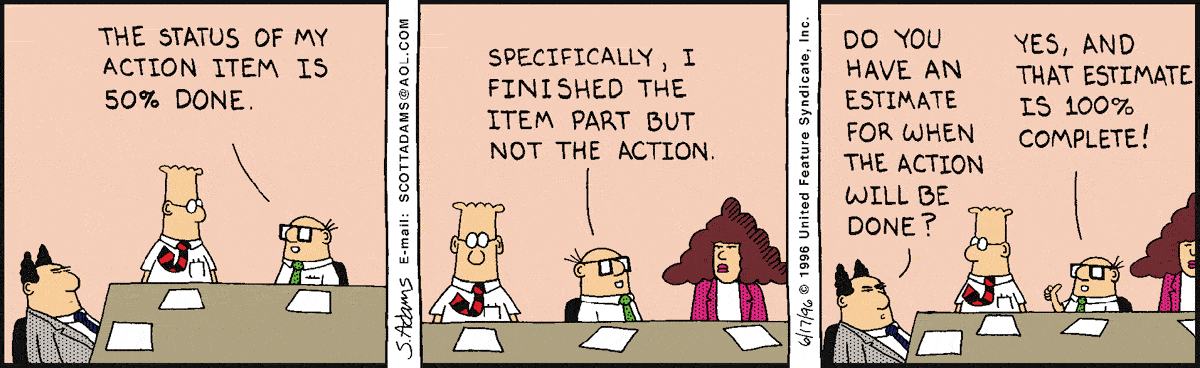 THE STATUS OF MY
ACTION ITEM IS
50% DONE.
S.Adams E-mail: SCOTTADAMS@AOL.COM
SPECIFICALLY, I
FINISHED THE
ITEM PART BUT
NOT THE ACTION.
6/17/96 © 1996 United Feature Syndicate, Inc.
DO YOU
HAVE AN
ESTIMATE
FOR WHEN
THE ACTION
WILL BE
DONE?
YES, AND
THAT ESTIMATE
IS 100%
COMPLETE!